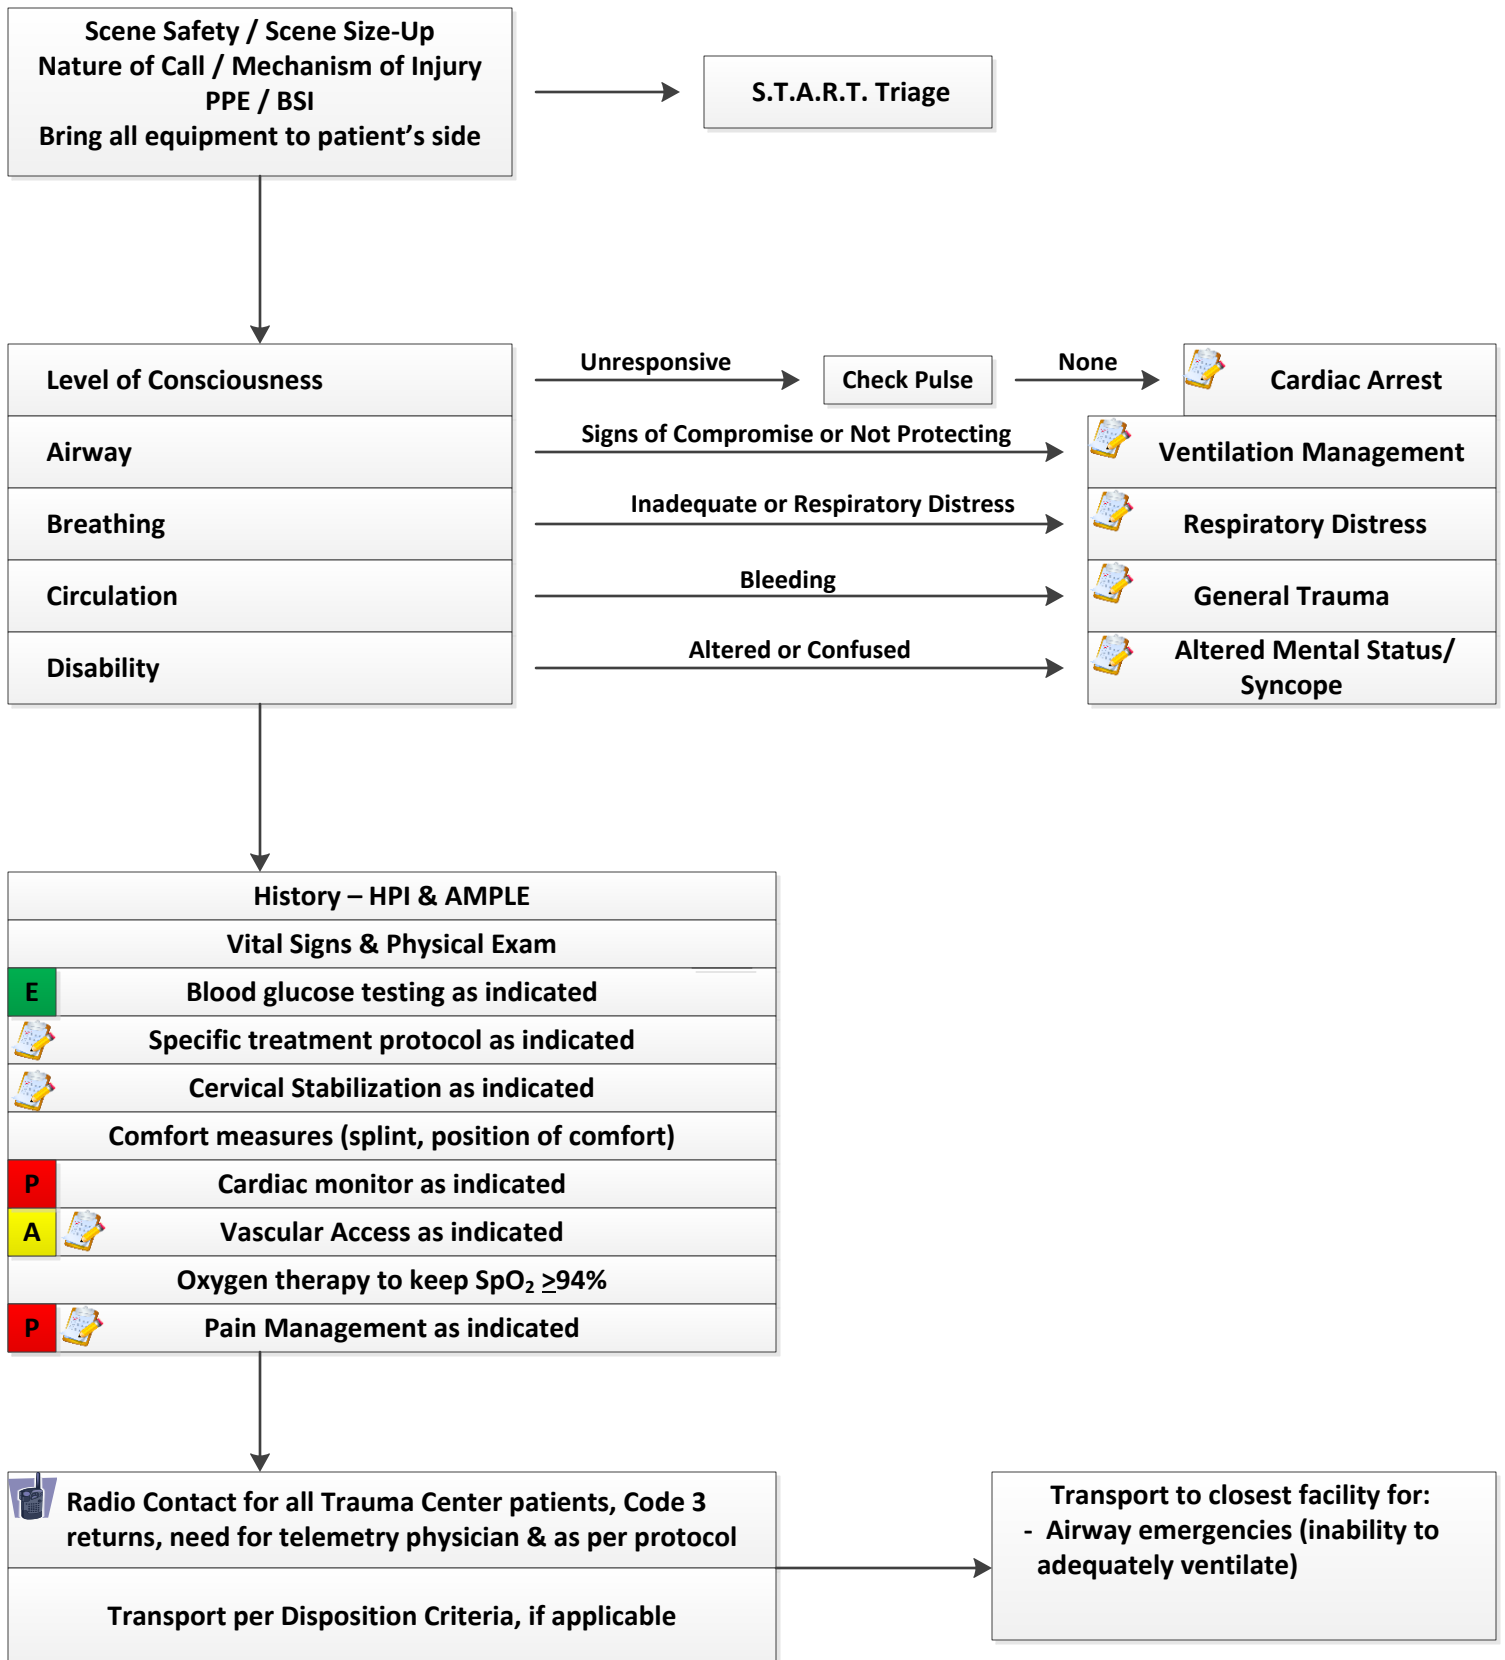 Scene Safety / Scene Size-Up
Nature of Call / Mechanism of Injury
PPE / BSI
Bring all equipment to patient’s side
S.T.A.R.T. Triage
Level of Consciousness
Unresponsive
Check Pulse
None
Cardiac Arrest
Airway
Signs of Compromise or Not Protecting
Ventilation Management
Breathing
Inadequate or Respiratory Distress
Respiratory Distress
Circulation
Bleeding
General Trauma
Disability
Altered or Confused
Altered Mental Status/
Syncope
History – HPI & AMPLE
Vital Signs & Physical Exam
E Blood glucose testing as indicated
Specific treatment protocol as indicated
Cervical Stabilization as indicated
Comfort measures (splint, position of comfort)
P Cardiac monitor as indicated
A Vascular Access as indicated
Oxygen therapy to keep SpO₂ ≥94%
P Pain Management as indicated
Radio Contact for all Trauma Center patients, Code 3
returns, need for telemetry physician & as per protocol
Transport per Disposition Criteria, if applicable
Transport to closest facility for:
- Airway emergencies (inability to
adequately ventilate)